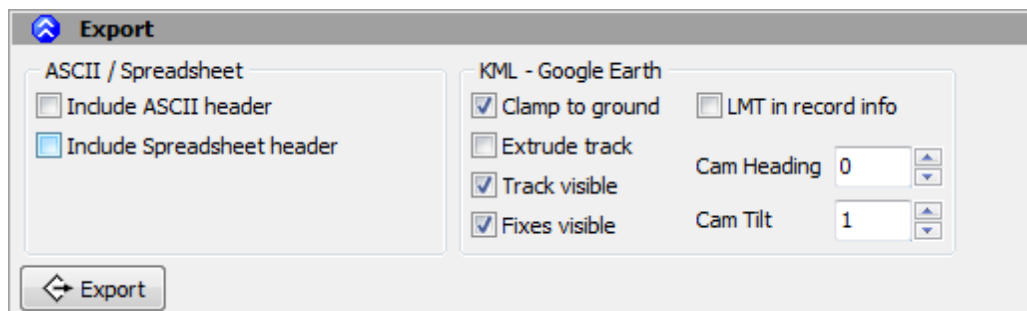 Export
ASCII / Spreadsheet
Include ASCII header
Include Spreadsheet header
KML - Google Earth
Clamp to ground
Extrude track
Track visible
Fixes visible
LMT in record info
Cam Heading 0
Cam Tilt 1
Export